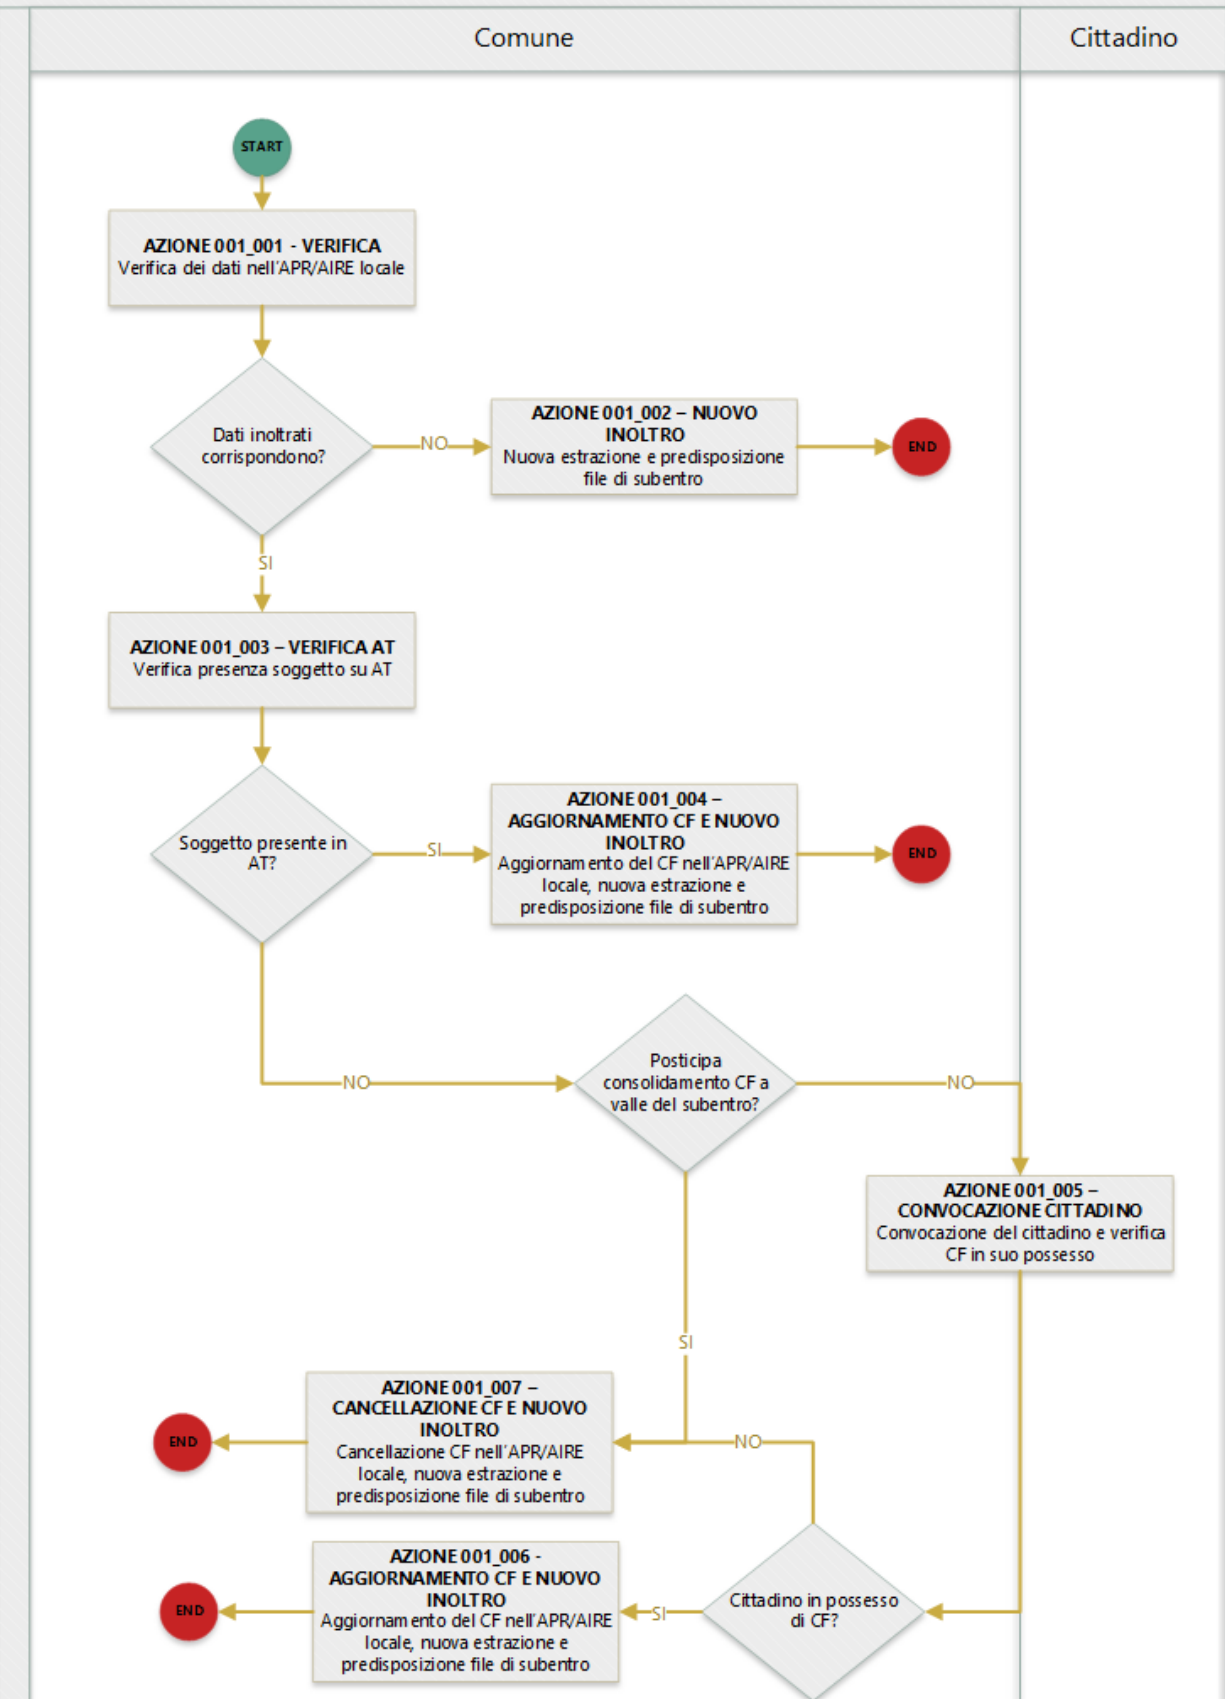 Comune
Cittadino
START
AZIONE 001_001 - VERIFICA
Verifica dei dati nell'APR/AIRE locale
Dati inoltrati
corrispondono?
NO
AZIONE 001_002 – NUOVO
INOLTRO
Nuova estrazione e predisposizione
file di subentro
END
SI
AZIONE 001_003 – VERIFICA AT
Verifica presenza soggetto su AT
Soggetto presente in
AT?
SI
AZIONE 001_004 –
AGGIORNAMENTO CF E NUOVO
INOLTRO
Aggiornamento del CF nell'APR/AIRE
locale, nuova estrazione e
predisposizione file di subentro
END
NO
Posticipa
consolidamento CF a
valle del subentro?
NO
AZIONE 001_005 –
CONVOCAZIONE CITTADINO
Convocazione del cittadino e verifica
CF in suo possesso
SI
AZIONE 001_007 –
CANCELLAZIONE CF E NUOVO
INOLTRO
Cancellazione CF nell'APR/AIRE
locale, nuova estrazione e
predisposizione file di subentro
END
NO
AZIONE 001_006 -
AGGIORNAMENTO CF E NUOVO
INOLTRO
Aggiornamento del CF nell'APR/AIRE
locale, nuova estrazione e
predisposizione file di subentro
END
SI
Cittadino in possesso
di CF?